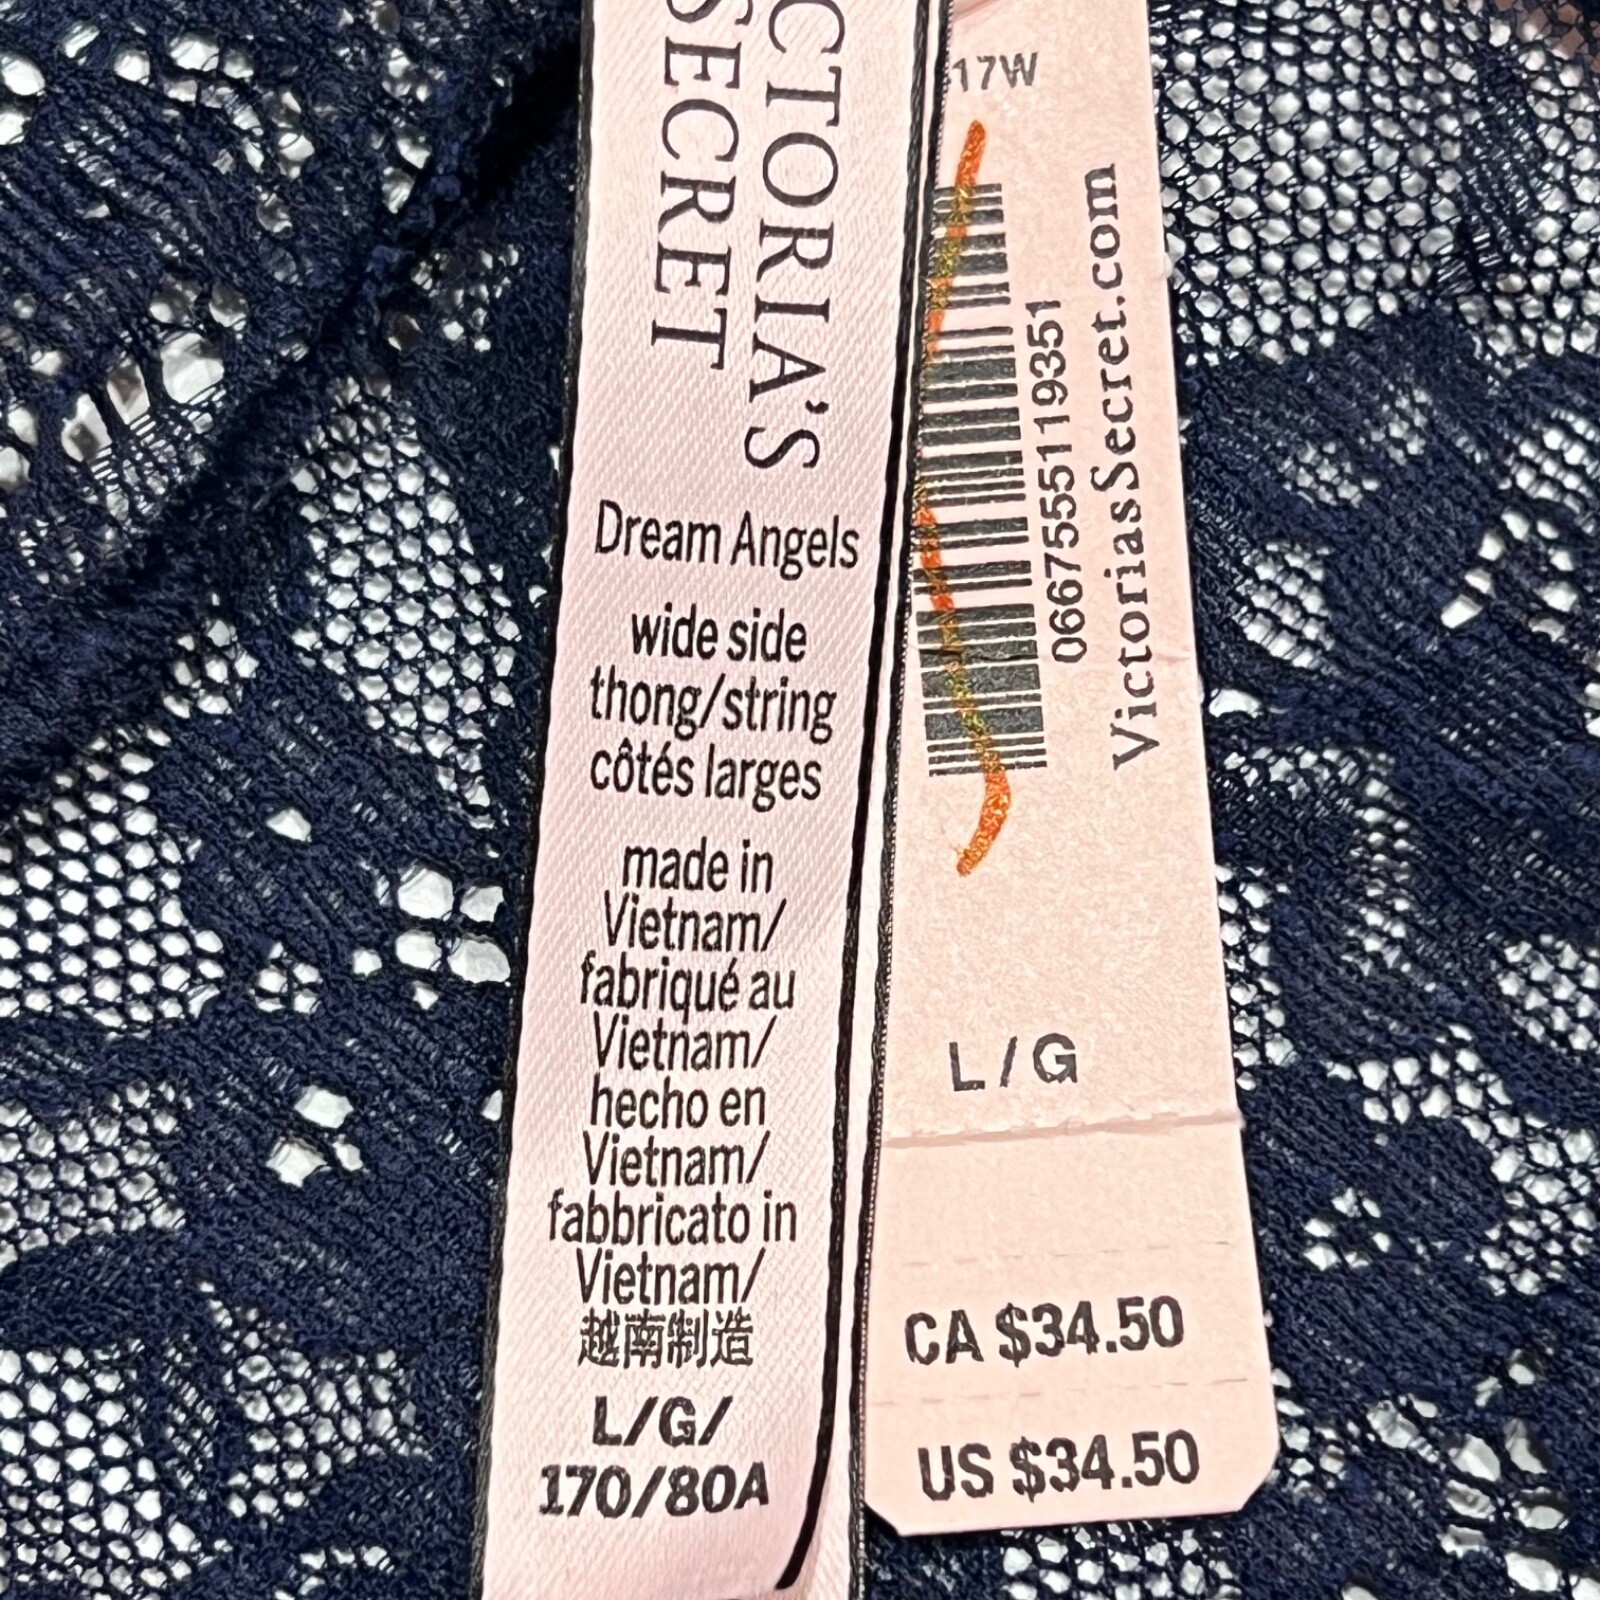 CTORIA'S
SECRET
Dream Angels
wide side
thong/string
côtés larges
made in
Vietnam/
fabriqué au
Vietnam/
hecho en
Vietnam/
fabbricato in
Vietnam/
越南制造
L/G/
170/80A
17W
0667555119351
VictoriasSecret.com
L/G
CA $34.50
US $34.50